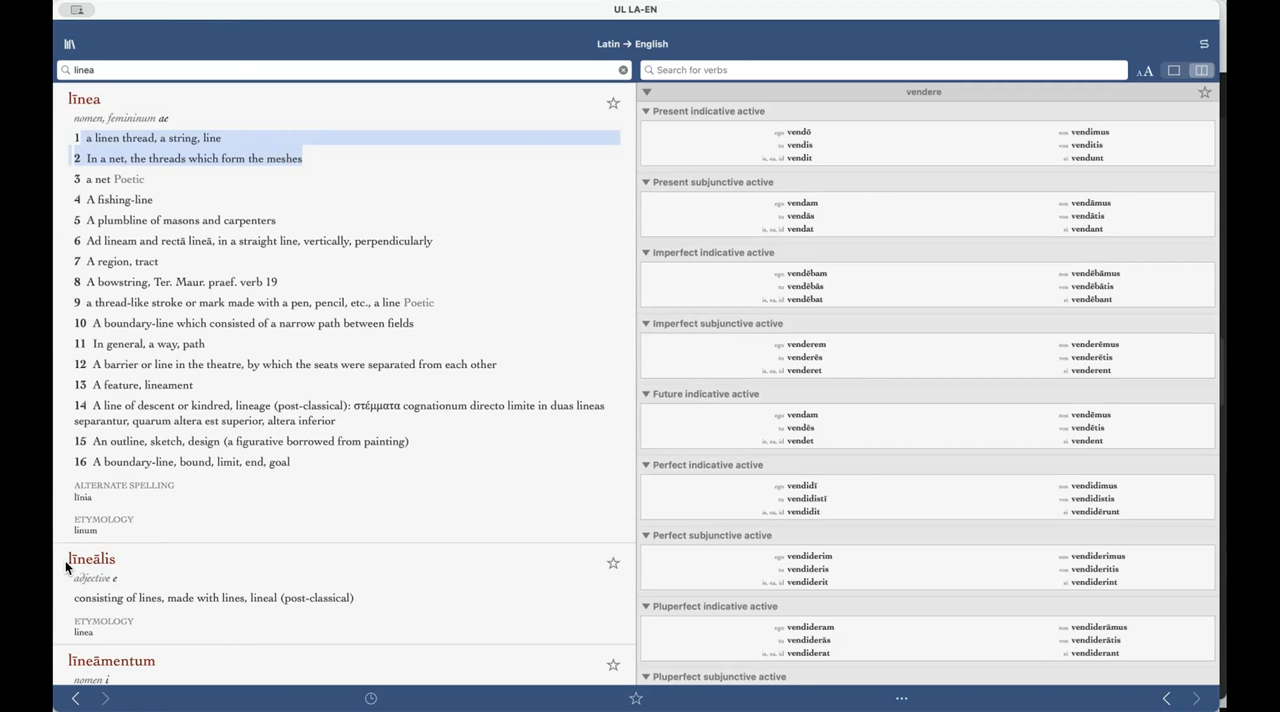 UL LA-EN
Latin → English
linea
Search for verbs
AA
līnea
nomen, femininum ae
1 a linen thread, a string, line
2 In a net, the threads which form the meshes
3 a net Poetic
4 A fishing-line
5 A plumbline of masons and carpenters
6 Ad lineam and rectā lineā, in a straight line, vertically, perpendicularly
7 A region, tract
8 A bowstring, Ter. Maur. praef. verb 19
9 a thread-like stroke or mark made with a pen, pencil, etc., a line Poetic
10 A boundary-line which consisted of a narrow path between fields
11 In general, a way, path
12 A barrier or line in the theatre, by which the seats were separated from each other
13 A feature, lineament
14 A line of descent or kindred, lineage (post-classical): στέμματα cognationum directo limite in duas lineas
separantur, quarum altera est superior, altera inferior
15 An outline, sketch, design (a figurative borrowed from painting)
16 A boundary-line, bound, limit, end, goal
ALTERNATE SPELLING
līnia
ETYMOLOGY
linum
līneālis
adjective e
consisting of lines, made with lines, lineal (post-classical)
ETYMOLOGY
linea
līneāmentum
nomen i
vendere
Present indicative active
ego vendō nos vendimus
tu vendis vos venditis
is, ea, id vendit ei vendunt
Present subjunctive active
ego vendam nos vendāmus
tu vendās vos vendātis
is, ea, id vendat ei vendant
Imperfect indicative active
ego vendēbam nos vendēbāmus
tu vendēbās vos vendēbātis
is, ea, id vendēbat ei vendēbant
Imperfect subjunctive active
ego venderem nos venderēmus
tu venderēs vos venderētis
is, ea, id venderet ei venderent
Future indicative active
ego vendam nos vendēmus
tu vendēs vos vendētis
is, ea, id vendet ei vendent
Perfect indicative active
ego vendidī nos vendidimus
tu vendidistī vos vendidistis
is, ea, id vendidit ei vendidērunt
Perfect subjunctive active
ego vendiderim nos vendiderimus
tu vendideris vos vendideritis
is, ea, id vendiderit ei vendiderint
Pluperfect indicative active
ego vendideram nos vendiderāmus
tu vendiderās vos vendiderātis
is, ea, id vendiderat ei vendiderant
Pluperfect subjunctive active